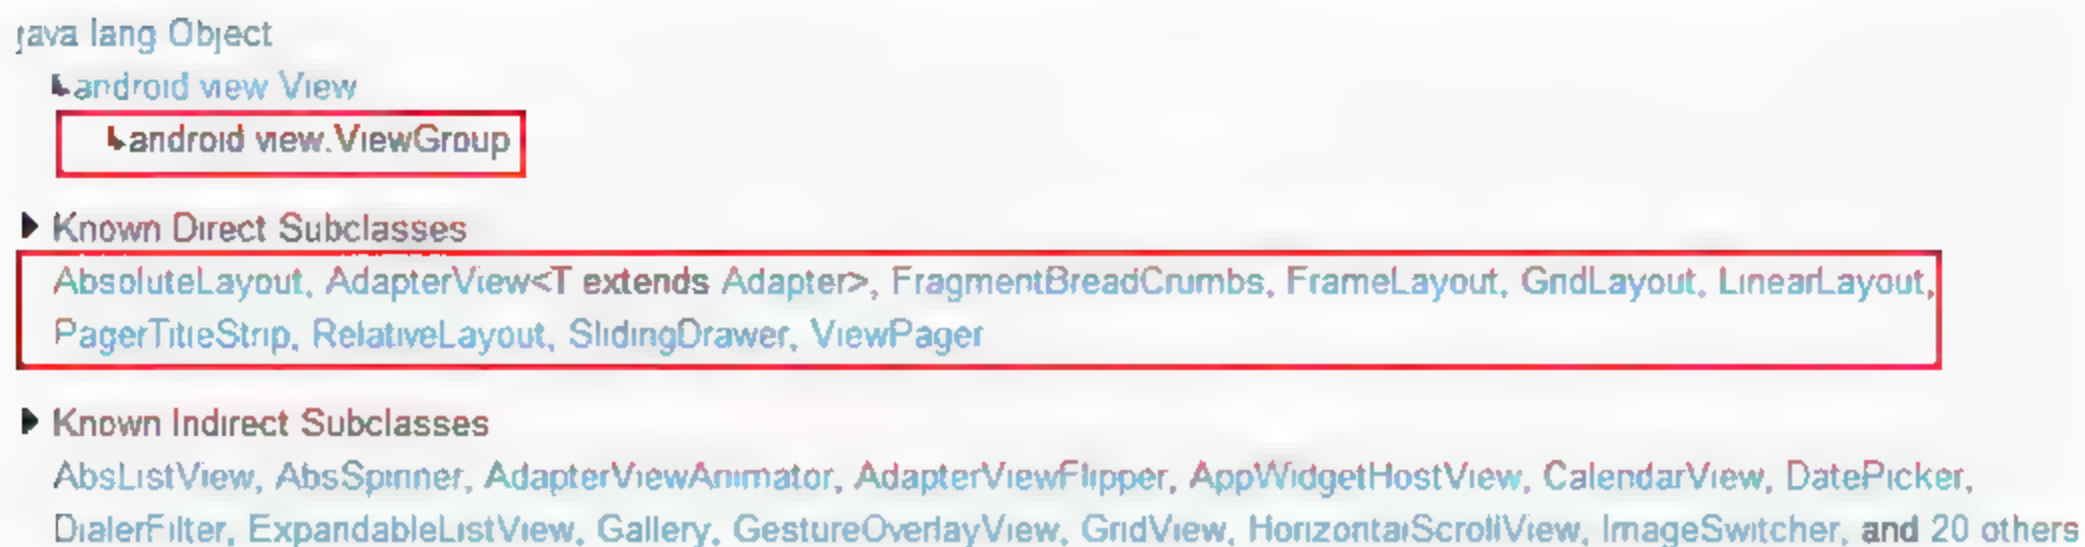 java lang Object
android view View
android view.ViewGroup
Known Direct Subclasses
AbsoluteLayout, AdapterView<T extends Adapter>, FragmentBreadCrumbs, FrameLayout, GridLayout, LinearLayout,
PagerTitleStrip, RelativeLayout, SlidingDrawer, ViewPager
Known Indirect Subclasses
AbsListView, AbsSpinner, AdapterViewAnimator, AdapterViewFlipper, AppWidgetHostView, CalendarView, DatePicker,
DialerFilter, ExpandableListView, Gallery, GestureOverlayView, GridView, HorizontalScrollView, ImageSwitcher, and 20 others